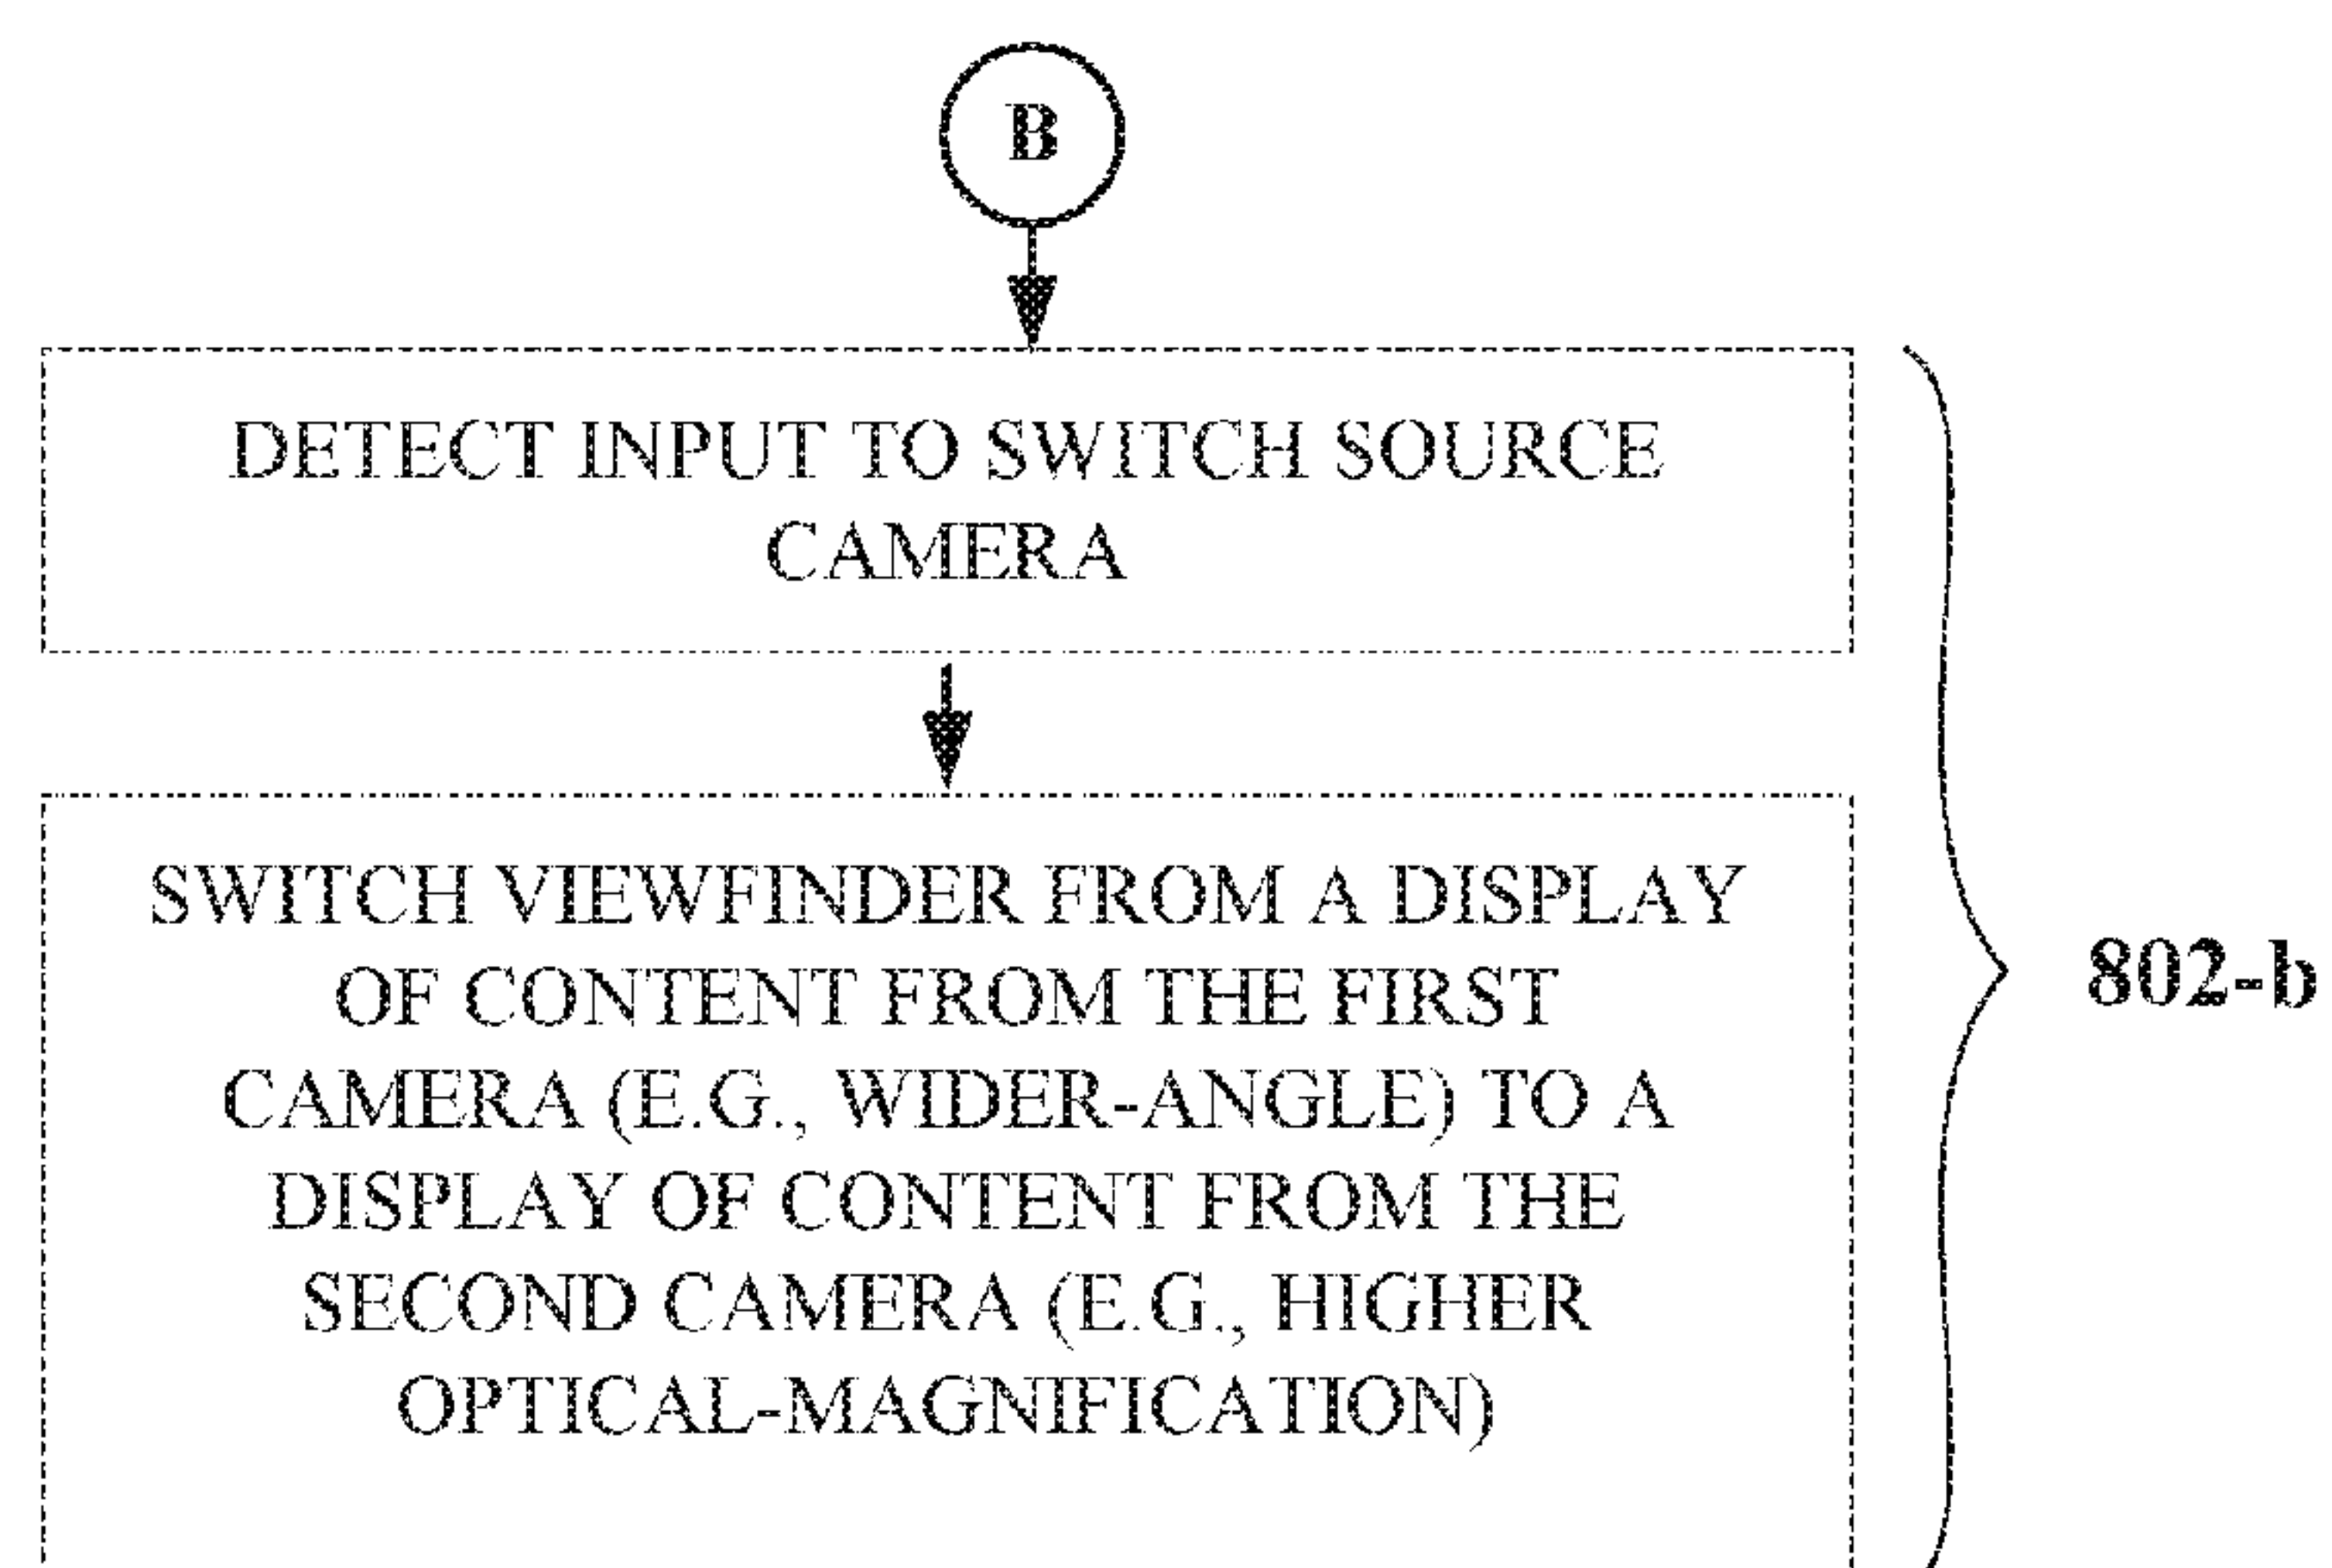 B
DETECT INPUT TO SWITCH SOURCE
CAMERA
SWITCH VIEWFINDER FROM A DISPLAY
OF CONTENT FROM THE FIRST
CAMERA (E.G., WIDER-ANGLE) TO A
DISPLAY OF CONTENT FROM THE
SECOND CAMERA (E.G., HIGHER
OPTICAL-MAGNIFICATION)
802-b